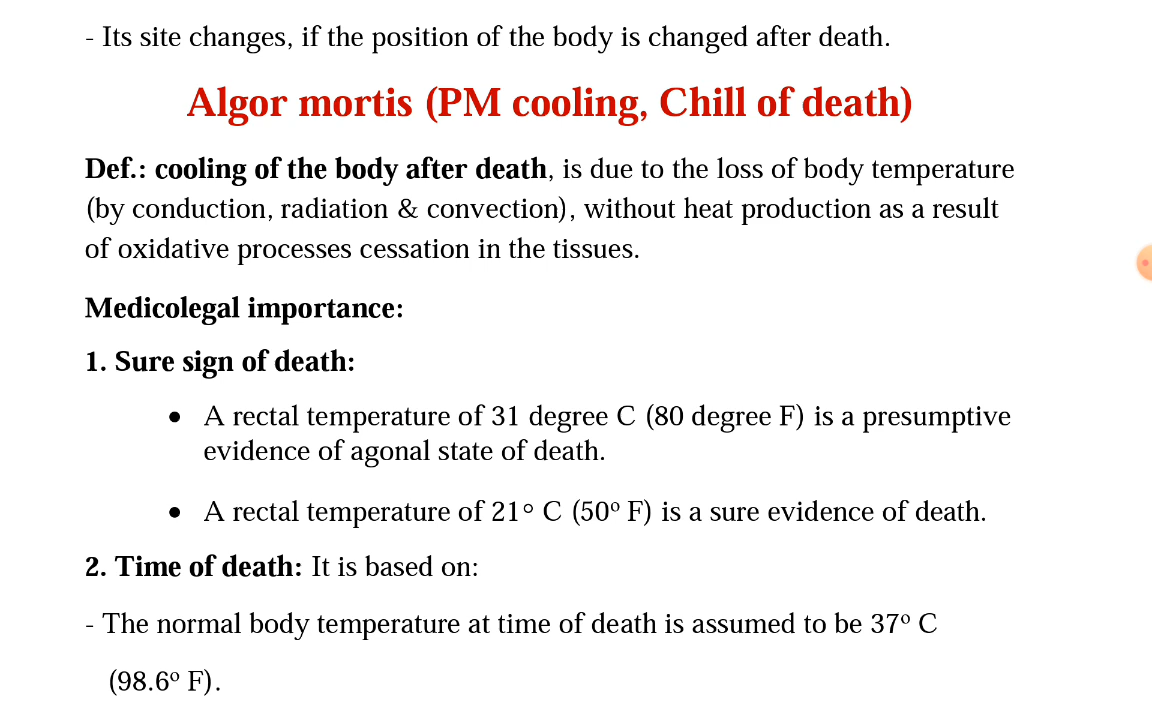 - Its site changes, if the position of the body is changed after death.
Algor mortis (PM cooling, Chill of death)
Def.: cooling of the body after death, is due to the loss of body temperature
(by conduction, radiation & convection), without heat production as a result
of oxidative processes cessation in the tissues.
Medicolegal importance:
1. Sure sign of death:
• A rectal temperature of 31 degree C (80 degree F) is a presumptive
evidence of agonal state of death.
• A rectal temperature of 21° C (50º F) is a sure evidence of death.
2. Time of death: It is based on:
- The normal body temperature at time of death is assumed to be 37º C
(98.6º F).